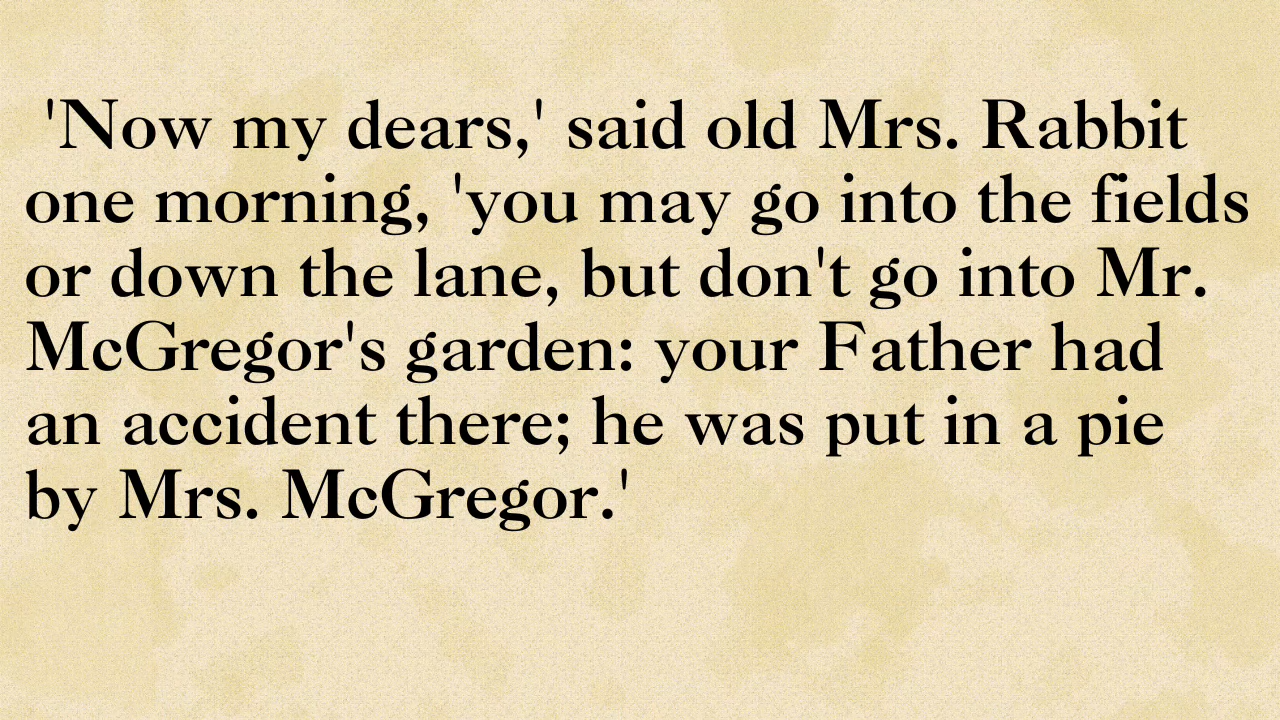 'Now my dears,' said old Mrs. Rabbit
one morning, 'you may go into the fields
or down the lane, but don't go into Mr.
McGregor's garden: your Father had
an accident there; he was put in a pie
by Mrs. McGregor.'